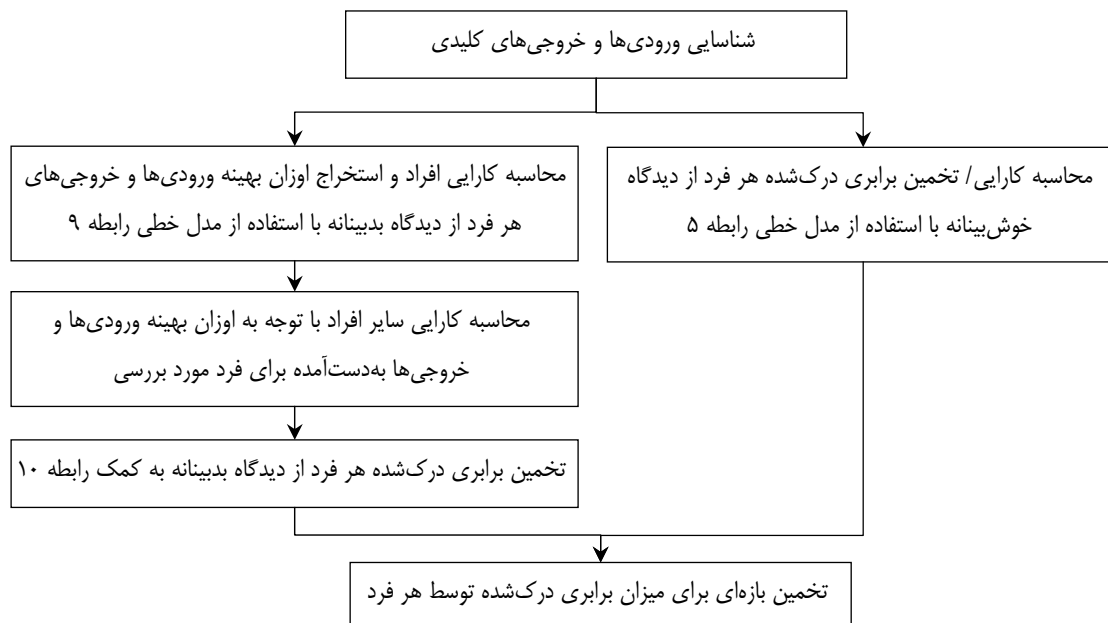 شناسایی ورودی‌ها و خروجی‌های کلیدی
محاسبه کارایی/ تخمین برابری درک‌شده هر فرد از دیدگاه
خوش‌بینانه با استفاده از مدل خطی رابطه ۵
محاسبه کارایی افراد و استخراج اوزان بهینه ورودی‌ها و خروجی‌های
هر فرد از دیدگاه بدبینانه با استفاده از مدل خطی رابطه ۹
محاسبه کارایی سایر افراد با توجه به اوزان بهینه ورودی‌ها و
خروجی‌ها به‌دست‌آمده برای فرد مورد بررسی
تخمین برابری درک‌شده هر فرد از دیدگاه بدبینانه به کمک رابطه ۱۰
تخمین بازه‌ای برای میزان برابری درک‌شده توسط هر فرد